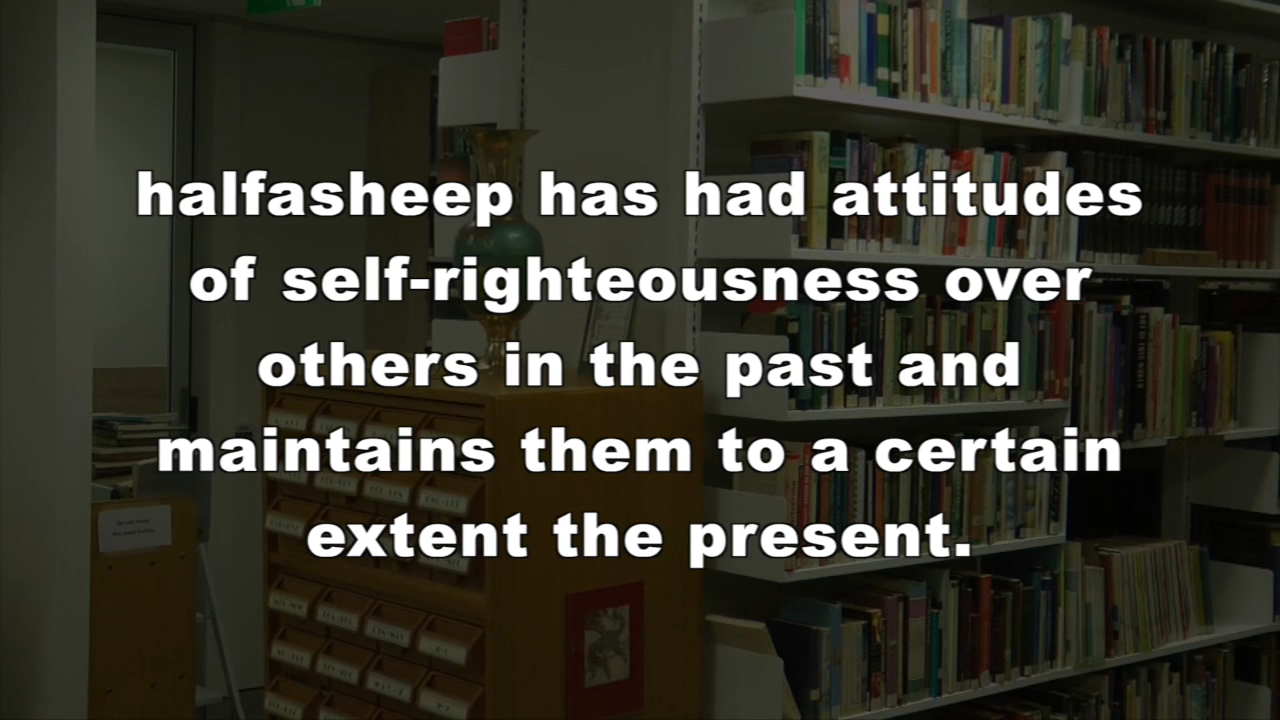 halfasheep has had attitudes
of self-righteousness over
others in the past and
maintains them to a certain
extent the present.